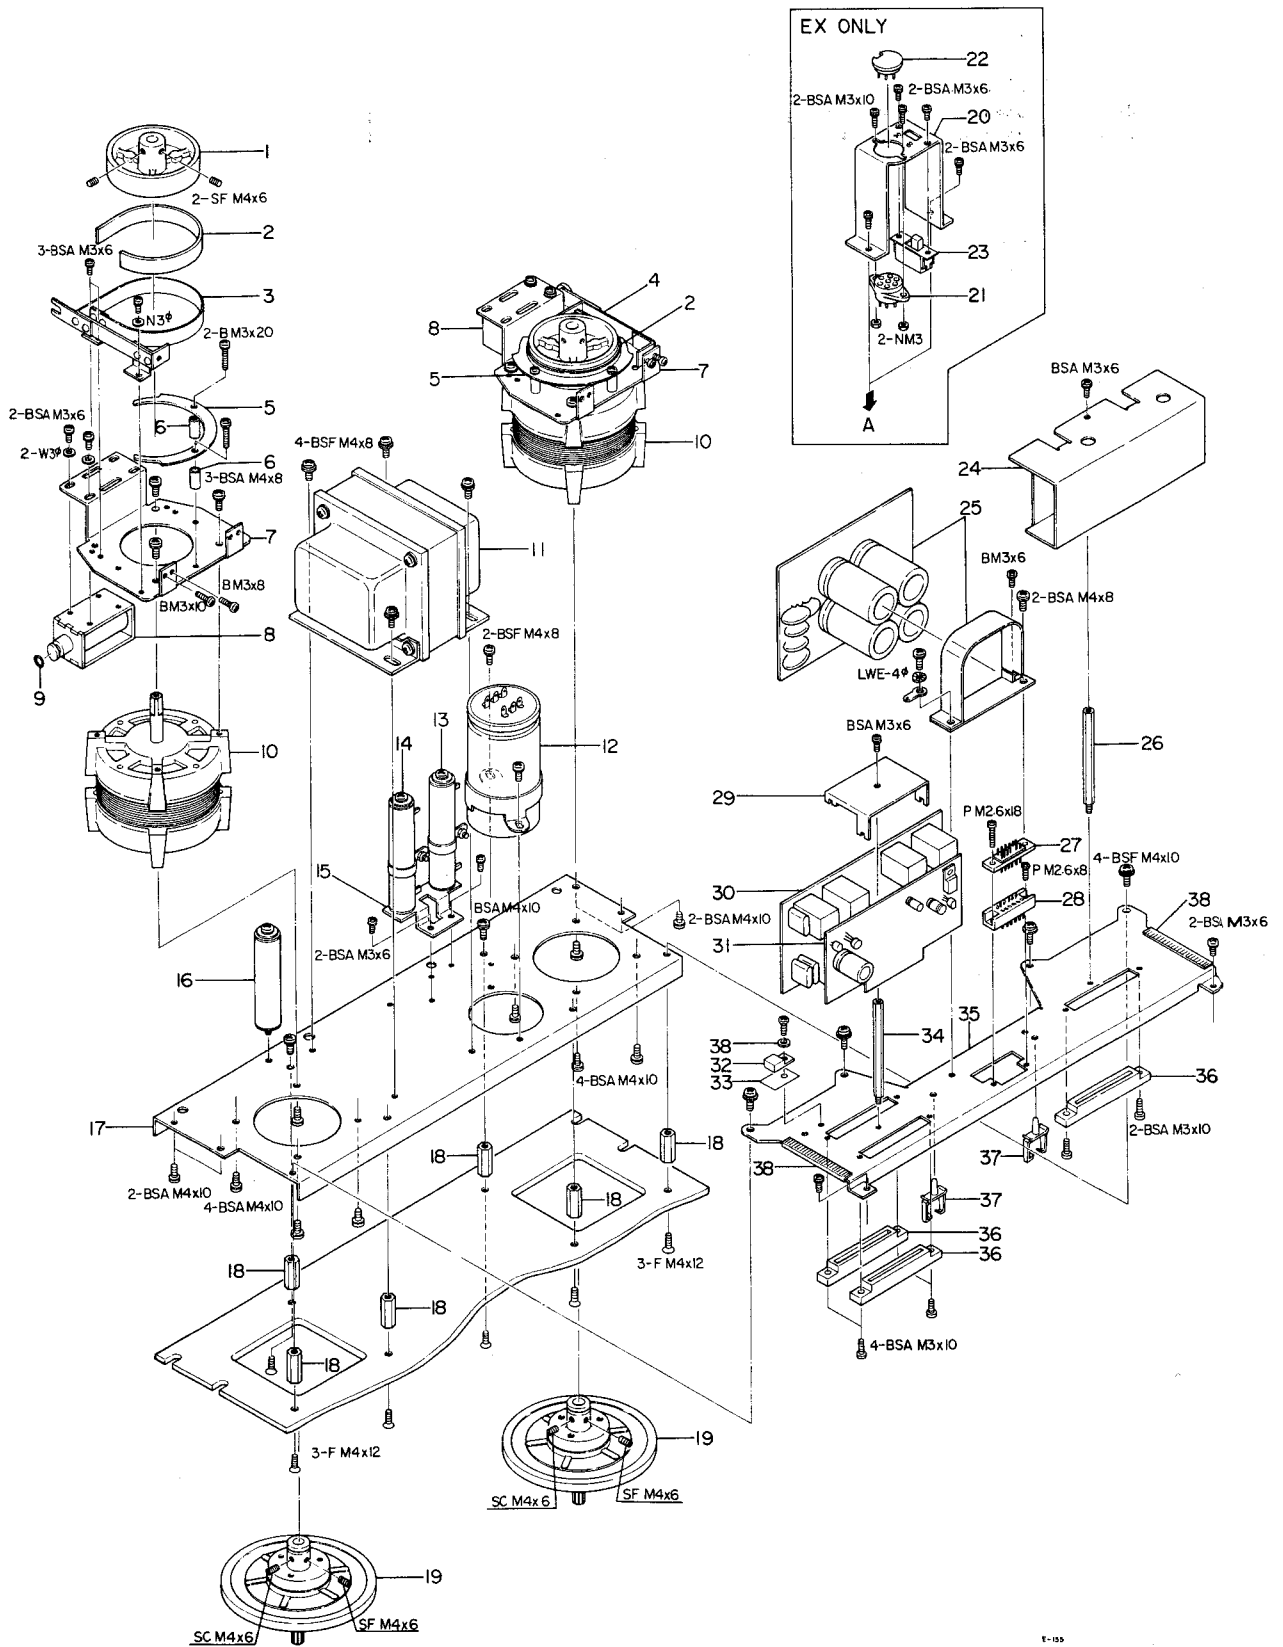 EX ONLY
22
2-BSA M3x6
2-BSA M3x10
20
2-BSA M3x6
23
21
2-NM3
A
1
2-SF M4x6
2
3-BSA M3x6
3
N3ø
2-BM3x20
5
2-BSA M3x6
6
2-W3ø
6
3-BSA M4x8
7
BM3x8
BM3x10
8
9
10
4
2
8
7
5
10
4-BSF M4x8
11
2-BSF M4x8
13
14
12
15
BSA M4x10
2-BSA M3x6
2-BSA M4x10
16
17
4-BSA M4x10
2-BSA M4x10
4-BSA M4x10
18
18
18
18
18
18
3-F M4x12
3-F M4x12
19
SC M4x6
SF M4x6
19
SC M4x6
SF M4x6
BSA M3x6
24
25
BM3x6
2-BSA M4x8
LWE-4ø
BSA M3x6
26
29
PM2.6x18
27
4-BSF M4x10
PM2.6x8
30
28
38
2-BSA M3x6
31
35
34
38
32
33
36
2-BSA M3x10
37
38
37
36
36
4-BSA M3x10
E-155